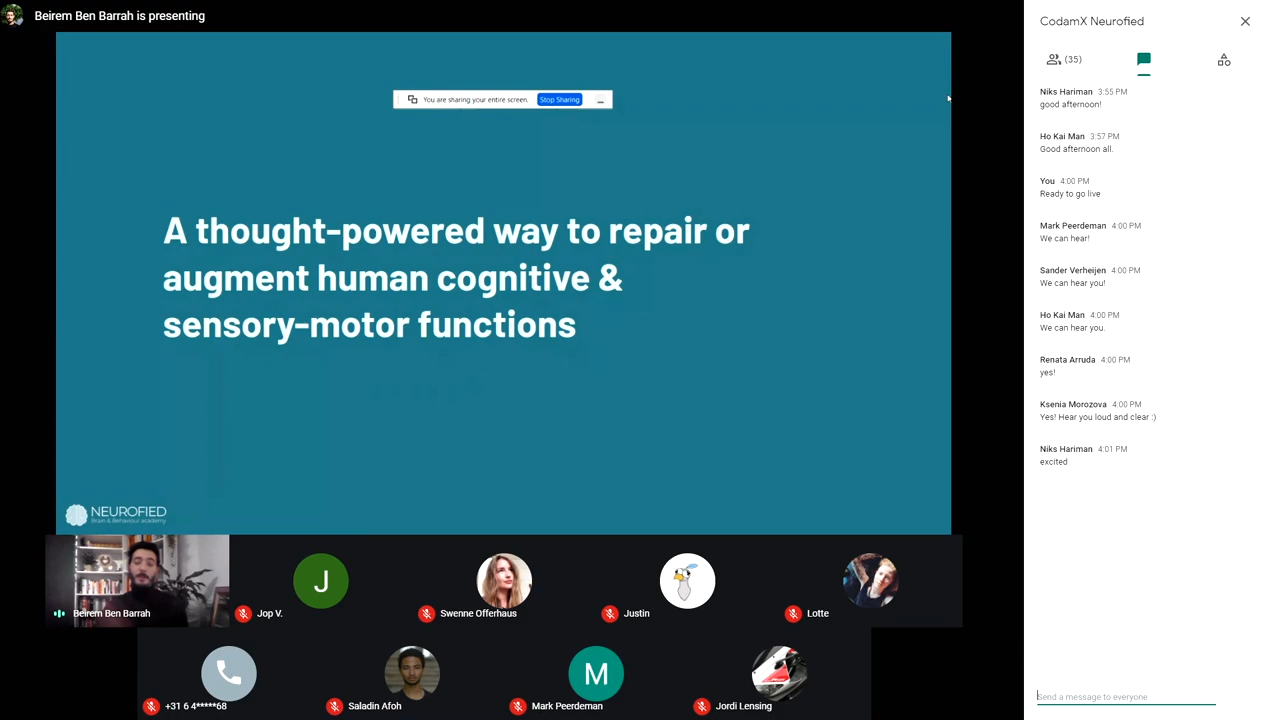 Beirem Ben Barrah is presenting
You are sharing your entire screen.
Stop Sharing
A thought-powered way to repair or
augment human cognitive &
sensory-motor functions
NEUROFIED
Brain & Behaviour academy
Beirem Ben Barrah
J
Jop V.
Swenne Offerhaus
Justin
Lotte
+31 6 4*****68
Saladin Afoh
M
Mark Peerdeman
Jordi Lensing
CodamX Neurofied
(35)
Niks Hariman 3:55 PM
good afternoon!
Ho Kai Man 3:57 PM
Good afternoon all.
You 4:00 PM
Ready to go live
Mark Peerdeman 4:00 PM
We can hear!
Sander Verheijen 4:00 PM
We can hear you!
Ho Kai Man 4:00 PM
We can hear you.
Renata Arruda 4:00 PM
yes!
Ksenia Morozova 4:00 PM
Yes! Hear you loud and clear :)
Niks Hariman 4:01 PM
excited
Send a message to everyone